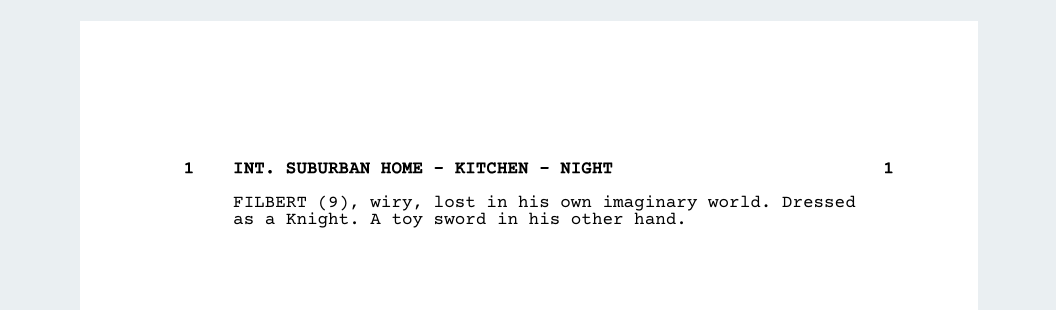 1 INT. SUBURBAN HOME - KITCHEN - NIGHT 1
FILBERT (9), wiry, lost in his own imaginary world. Dressed
as a Knight. A toy sword in his other hand.